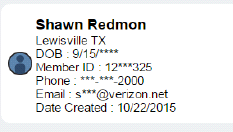 Shawn Redmon
Lewisville TX
DOB : 9/15/****
Member ID : 12***325
Phone : ***-***-2000
Email : s***@verizon.net
Date Created : 10/22/2015